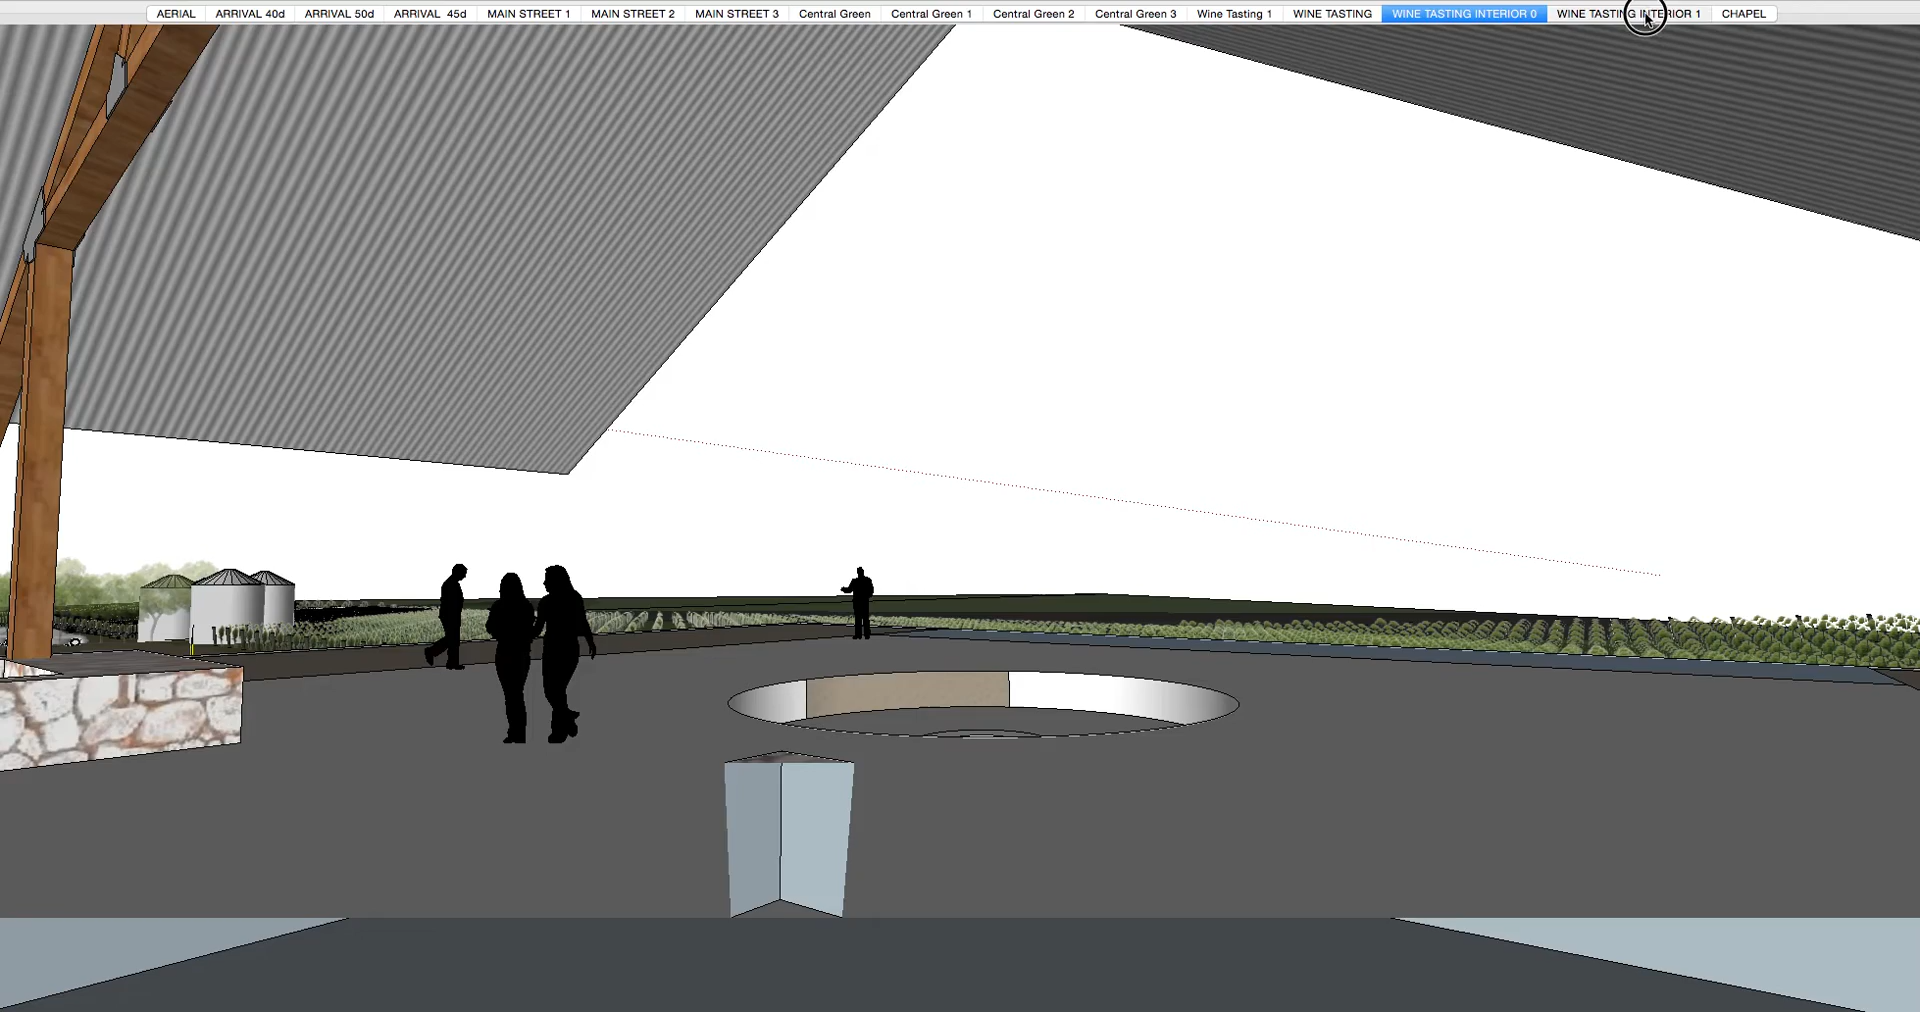 AERIAL ARRIVAL 40d ARRIVAL 50d ARRIVAL 45d MAIN STREET 1 MAIN STREET 2 MAIN STREET 3 Central Green Central Green 1 Central Green 2 Central Green 3 Wine Tasting 1 WINE TASTING WINE TASTING INTERIOR 0 WINE TASTING INTERIOR 1 CHAPEL